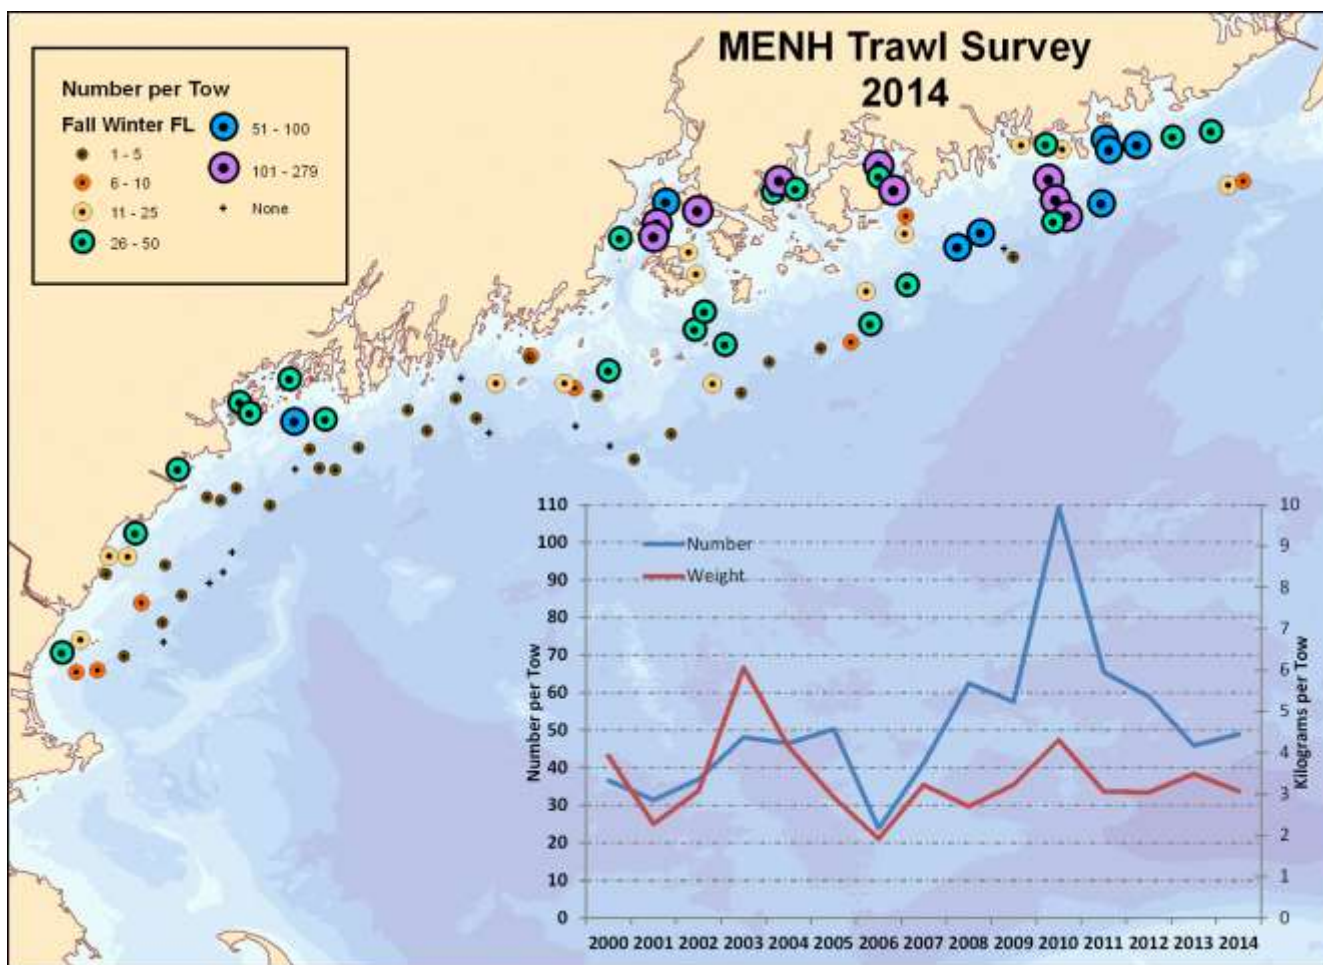 MENH Trawl Survey
2014
Number per Tow
Fall Winter FL
1 - 5
6 - 10
11 - 25
26 - 50
51 - 100
101 - 279
None
Number
Weight
Number per Tow
110
100
90
80
70
60
50
40
30
20
10
0
Kilograms per Tow
10
9
8
7
6
5
4
3
2
1
0
2000 2001 2002 2003 2004 2005 2006 2007 2008 2009 2010 2011 2012 2013 2014